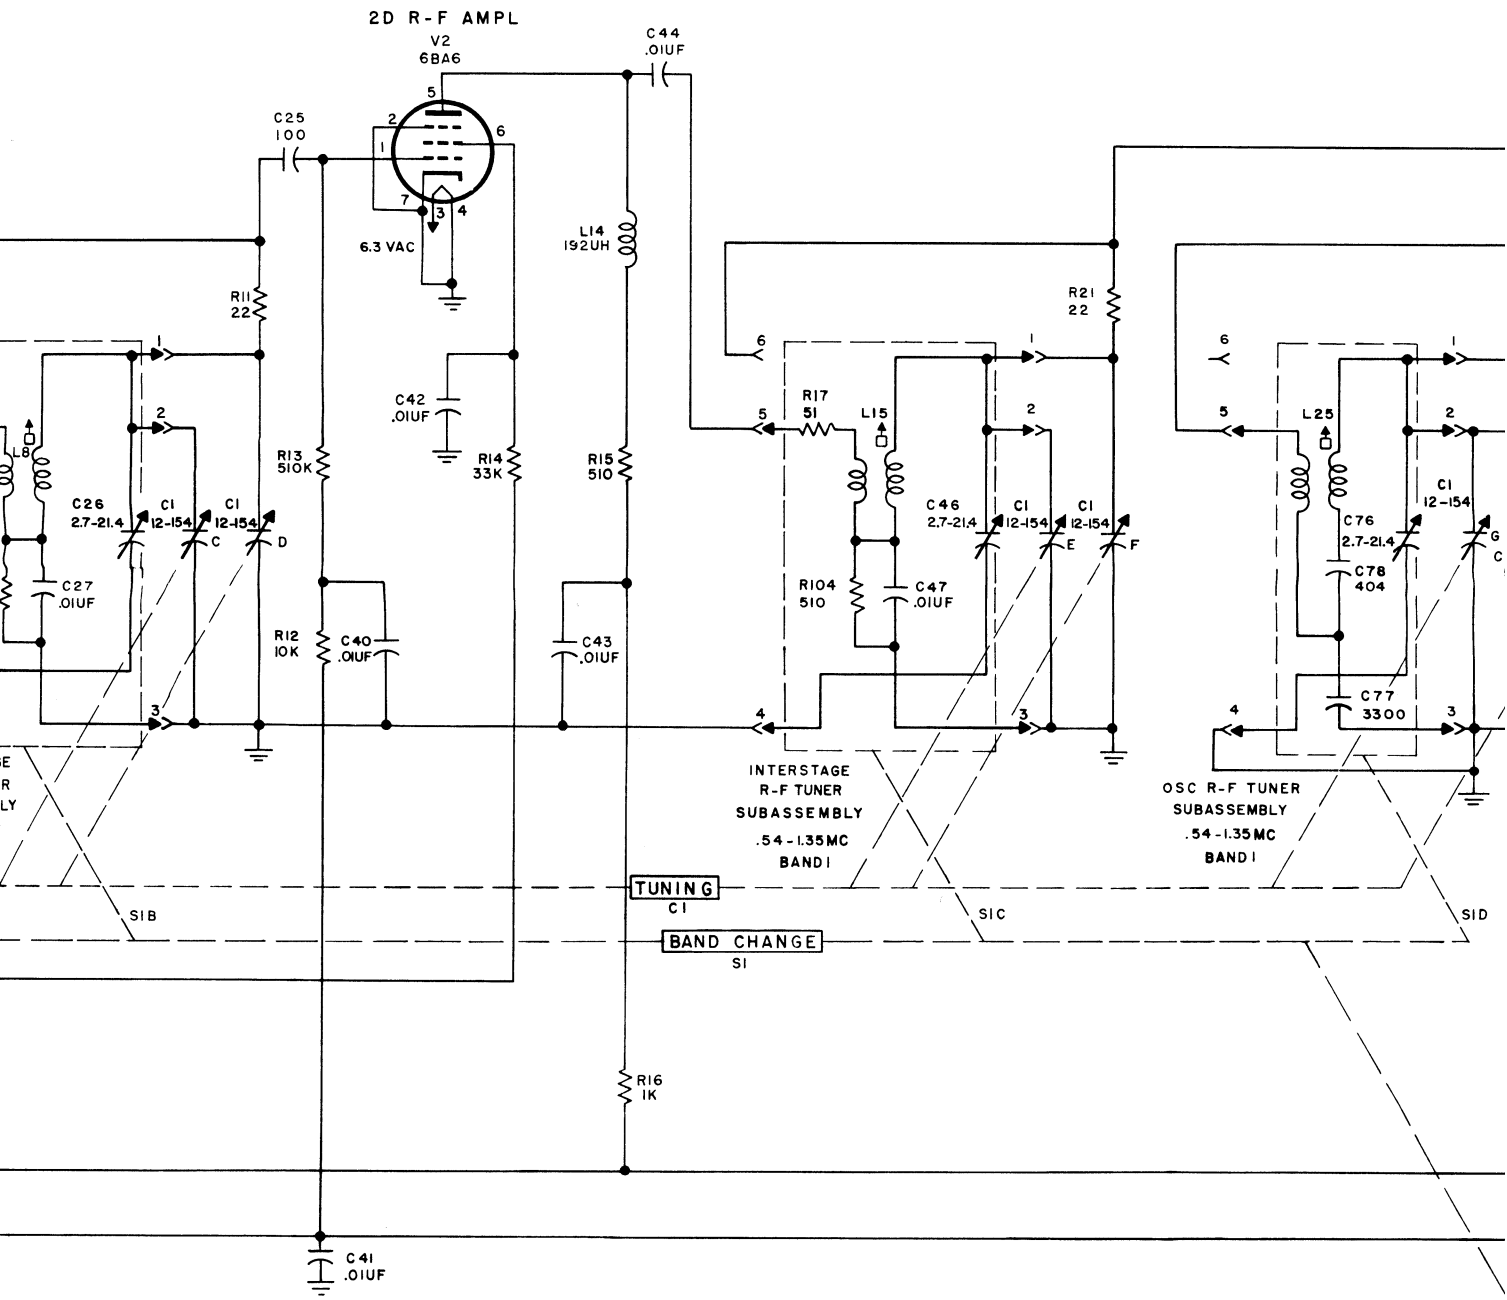 2D R-F AMPL
V2
6BA6
C44
.01UF
5
2
1
6
7
3
4
6.3 VAC
C25
100
L14
192UH
R11
22
R21
22
1
2
3
L8
C26
2.7-21.4
C1
12-154
C
C1
12-154
D
C27
.01UF
R13
510K
C42
.01UF
R14
33K
R15
510
R12
10K
C40
.01UF
C43
.01UF
6
5
4
R17
51
L15
1
2
3
C46
2.7-21.4
C1
12-154
E
C1
12-154
F
R104
510
C47
.01UF
6
5
4
L25
1
2
3
C1
12-154
G
C
C76
2.7-21.4
C78
404
C77
3300
GE
R
LY
INTERSTAGE
R-F TUNER
SUBASSEMBLY
.54-1.35MC
BAND I
OSC R-F TUNER
SUBASSEMBLY
.54-1.35MC
BAND I
TUNING
C1
S1B
S1C
S1D
BAND CHANGE
S1
R16
1K
C41
.01UF